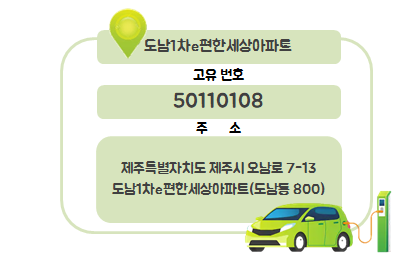 도남1차e편한세상아파트
고유 번호
50110108
주 소
제주특별자치도 제주시 오남로 7-13
도남1차e편한세상아파트(도남동 800)